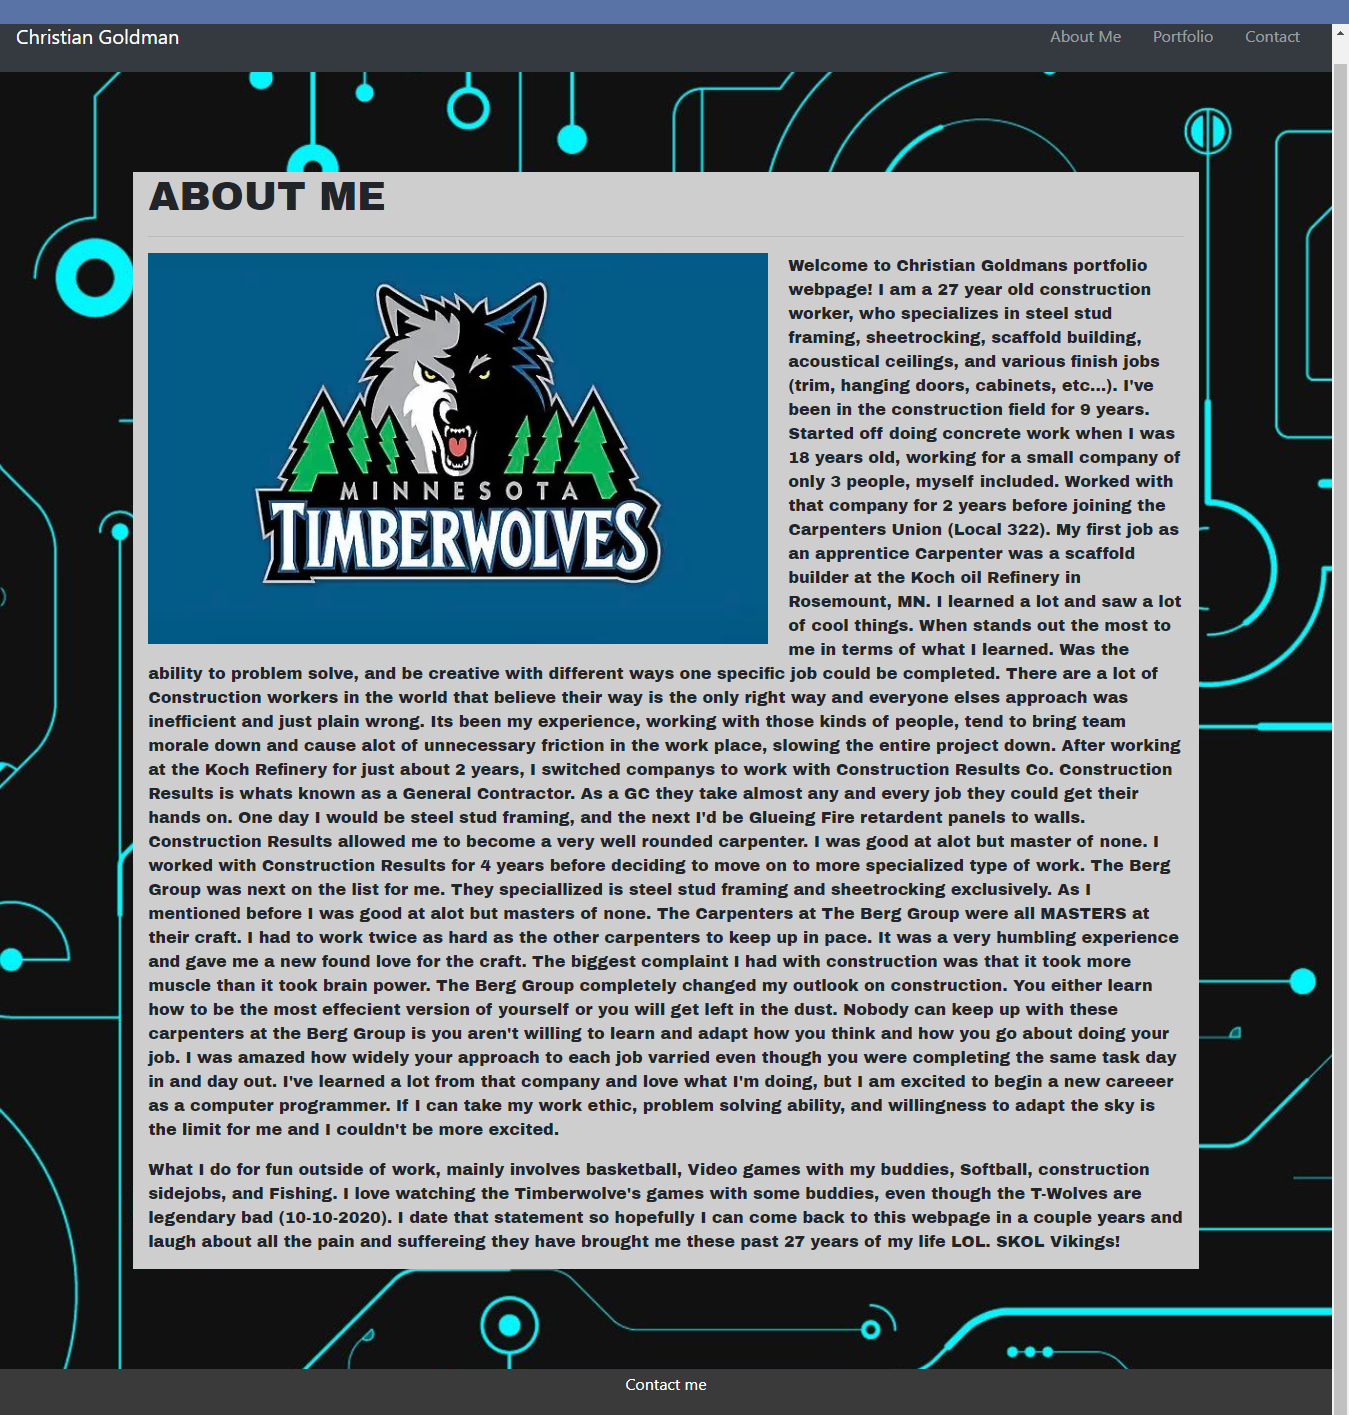 Christian Goldman
About Me
Portfolio
Contact
ABOUT ME
MINNESOTA
TIMBERWOLVES
Welcome to Christian Goldmans portfolio
webpage! I am a 27 year old construction
worker, who specializes in steel stud
framing, sheetrocking, scaffold building,
acoustical ceilings, and various finish jobs
(trim, hanging doors, cabinets, etc...). I've
been in the construction field for 9 years.
Started off doing concrete work when I was
18 years old, working for a small company of
only 3 people, myself included. Worked with
that company for 2 years before joining the
Carpenters Union (Local 322). My first job as
an apprentice Carpenter was a scaffold
builder at the Koch oil Refinery in
Rosemount, MN. I learned a lot and saw a lot
of cool things. When stands out the most to
me in terms of what I learned. Was the
ability to problem solve, and be creative with different ways one specific job could be completed. There are a lot of
Construction workers in the world that believe their way is the only right way and everyone elses approach was
inefficient and just plain wrong. Its been my experience, working with those kinds of people, tend to bring team
morale down and cause alot of unnecessary friction in the work place, slowing the entire project down. After working
at the Koch Refinery for just about 2 years, I switched companys to work with Construction Results Co. Construction
Results is whats known as a General Contractor. As a GC they take almost any and every job they could get their
hands on. One day I would be steel stud framing, and the next I'd be Glueing Fire retardent panels to walls.
Construction Results allowed me to become a very well rounded carpenter. I was good at alot but master of none. I
worked with Construction Results for 4 years before deciding to move on to more specialized type of work. The Berg
Group was next on the list for me. They speciallized is steel stud framing and sheetrocking exclusively. As I
mentioned before I was good at alot but masters of none. The Carpenters at The Berg Group were all MASTERS at
their craft. I had to work twice as hard as the other carpenters to keep up in pace. It was a very humbling experience
and gave me a new found love for the craft. The biggest complaint I had with construction was that it took more
muscle than it took brain power. The Berg Group completely changed my outlook on construction. You either learn
how to be the most effecient version of yourself or you will get left in the dust. Nobody can keep up with these
carpenters at the Berg Group is you aren't willing to learn and adapt how you think and how you go about doing your
job. I was amazed how widely your approach to each job varried even though you were completing the same task day
in and day out. I've learned a lot from that company and love what I'm doing, but I am excited to begin a new careeer
as a computer programmer. If I can take my work ethic, problem solving ability, and willingness to adapt the sky is
the limit for me and I couldn't be more excited.
What I do for fun outside of work, mainly involves basketball, Video games with my buddies, Softball, construction
sidejobs, and Fishing. I love watching the Timberwolve's games with some buddies, even though the T-Wolves are
legendary bad (10-10-2020). I date that statement so hopefully I can come back to this webpage in a couple years and
laugh about all the pain and suffereing they have brought me these past 27 years of my life LOL. SKOL Vikings!
Contact me